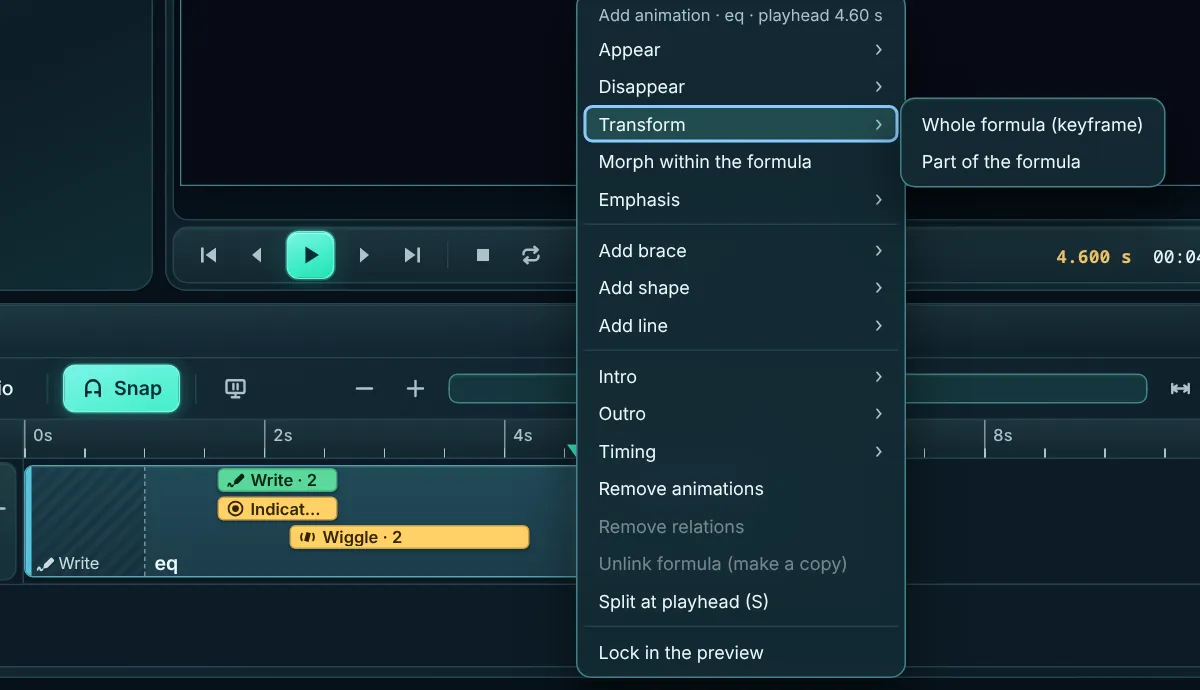 Add animation · eq · playhead 4.60 s
Appear
Disappear
Transform
Whole formula (keyframe)
Morph within the formula
Part of the formula
Emphasis
Add brace
4.600 s
Add shape
Add line
Snap
Intro
Outro
0s
2s
4s
8s
Timing
Write · 2
Remove animations
Indicat...
Remove relations
Wiggle · 2
Write
eq
Unlink formula (make a copy)
Split at playhead (S)
Lock in the preview